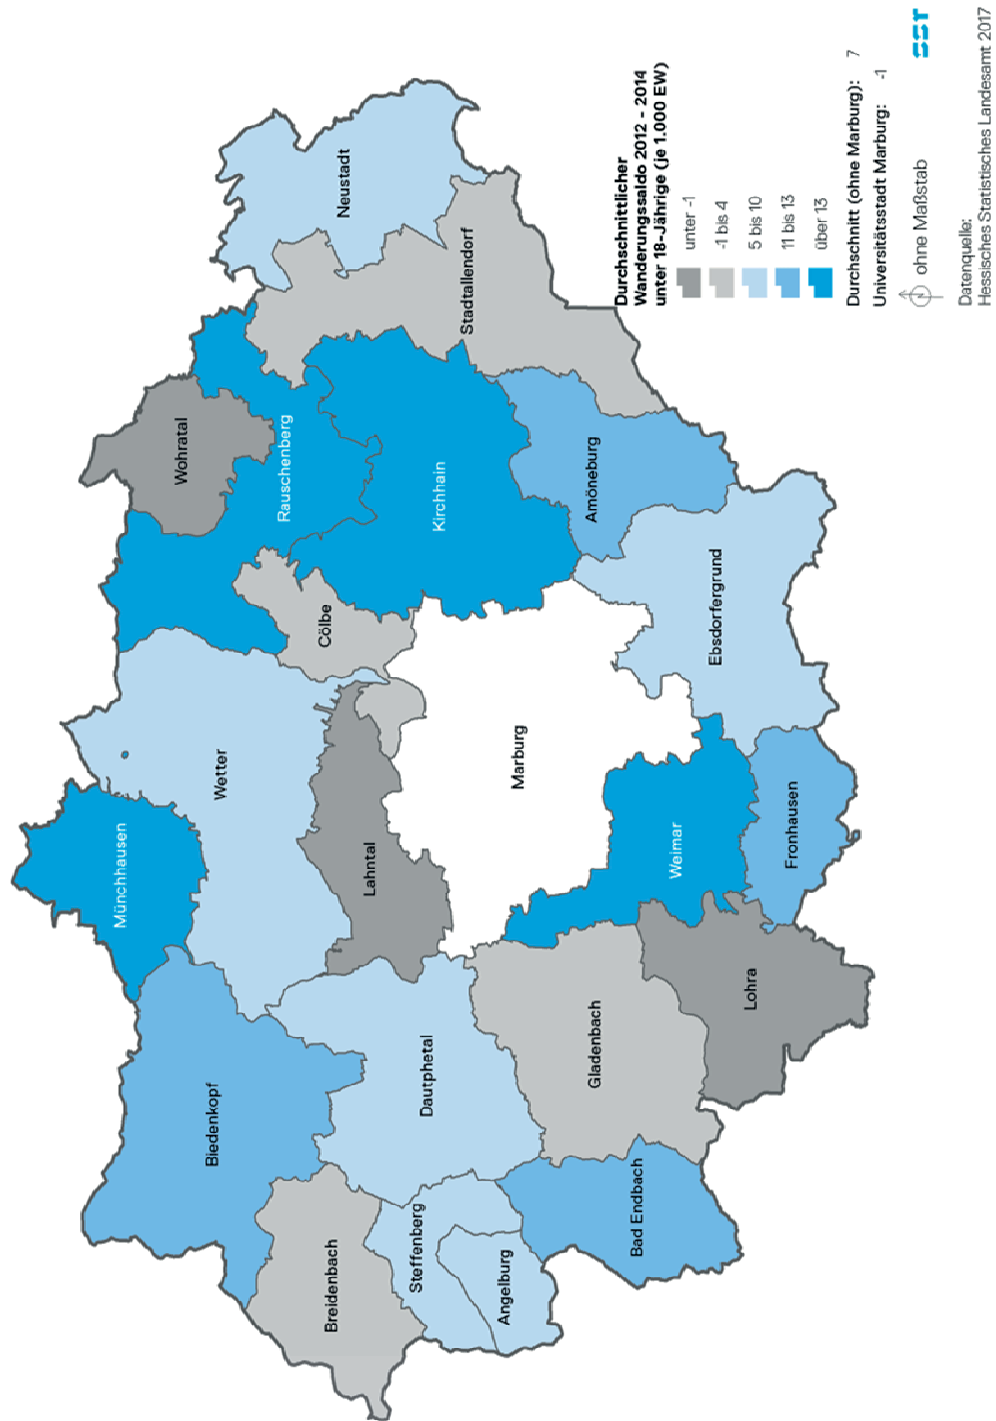 Neustadt
Stadtallendorf
Wohratal
Rauschenberg
Kirchhain
Amöneburg
Cölbe
Ebsdorfergrund
Wetter
Marburg
Münchhausen
Lahntal
Weimar
Fronhausen
Biedenkopf
Dautphetal
Gladenbach
Lohra
Breidenbach
Steffenberg
Angelburg
Bad Endbach
Durchschnittlicher
Wanderungssaldo 2012 - 2014
unter 18-Jährige (je 1.000 EW)
unter -1
-1 bis 4
5 bis 10
11 bis 13
über 13
Durchschnitt (ohne Marburg): 7
Universitätsstadt Marburg: -1
N ohne Maßstab
SST
Datenquelle:
Hessisches Statistisches Landesamt 2017